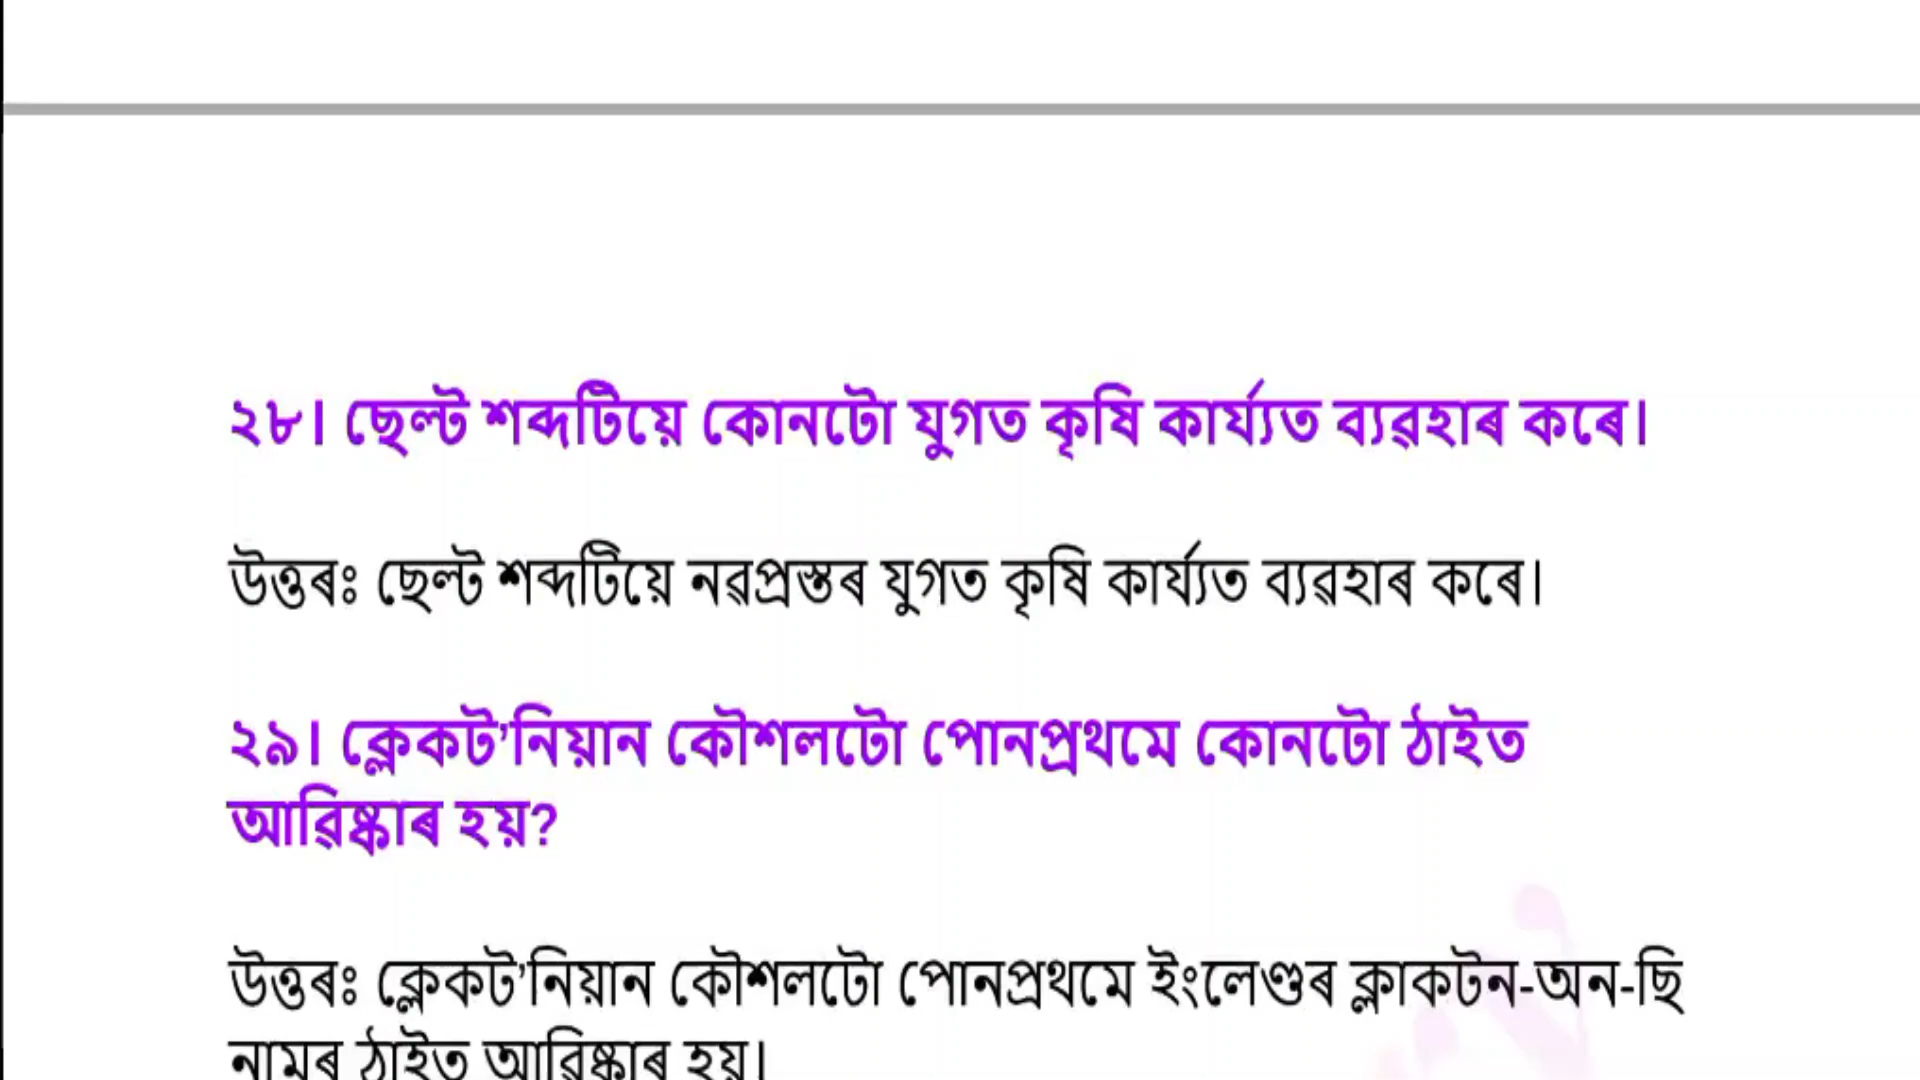 ২৮। ছেল্ট শব্দটিয়ে কোনটো যুগত কৃষি কাৰ্য্যত ব্যৱহাৰ কৰে।
উত্তৰঃ ছেল্ট শব্দটিয়ে নৱপ্ৰস্তৰ যুগত কৃষি কাৰ্য্যত ব্যৱহাৰ কৰে।
২৯। ক্লেকট’নিয়ান কৌশলটো পোনপ্ৰথমে কোনটো ঠাইত
আৱিষ্কাৰ হয়?
উত্তৰঃ ক্লেকট’নিয়ান কৌশলটো পোনপ্ৰথমে ইংলেণ্ডৰ ক্লাকটন-অন-ছি
নামৰ ঠাইত আৱিষ্কাৰ হয়।